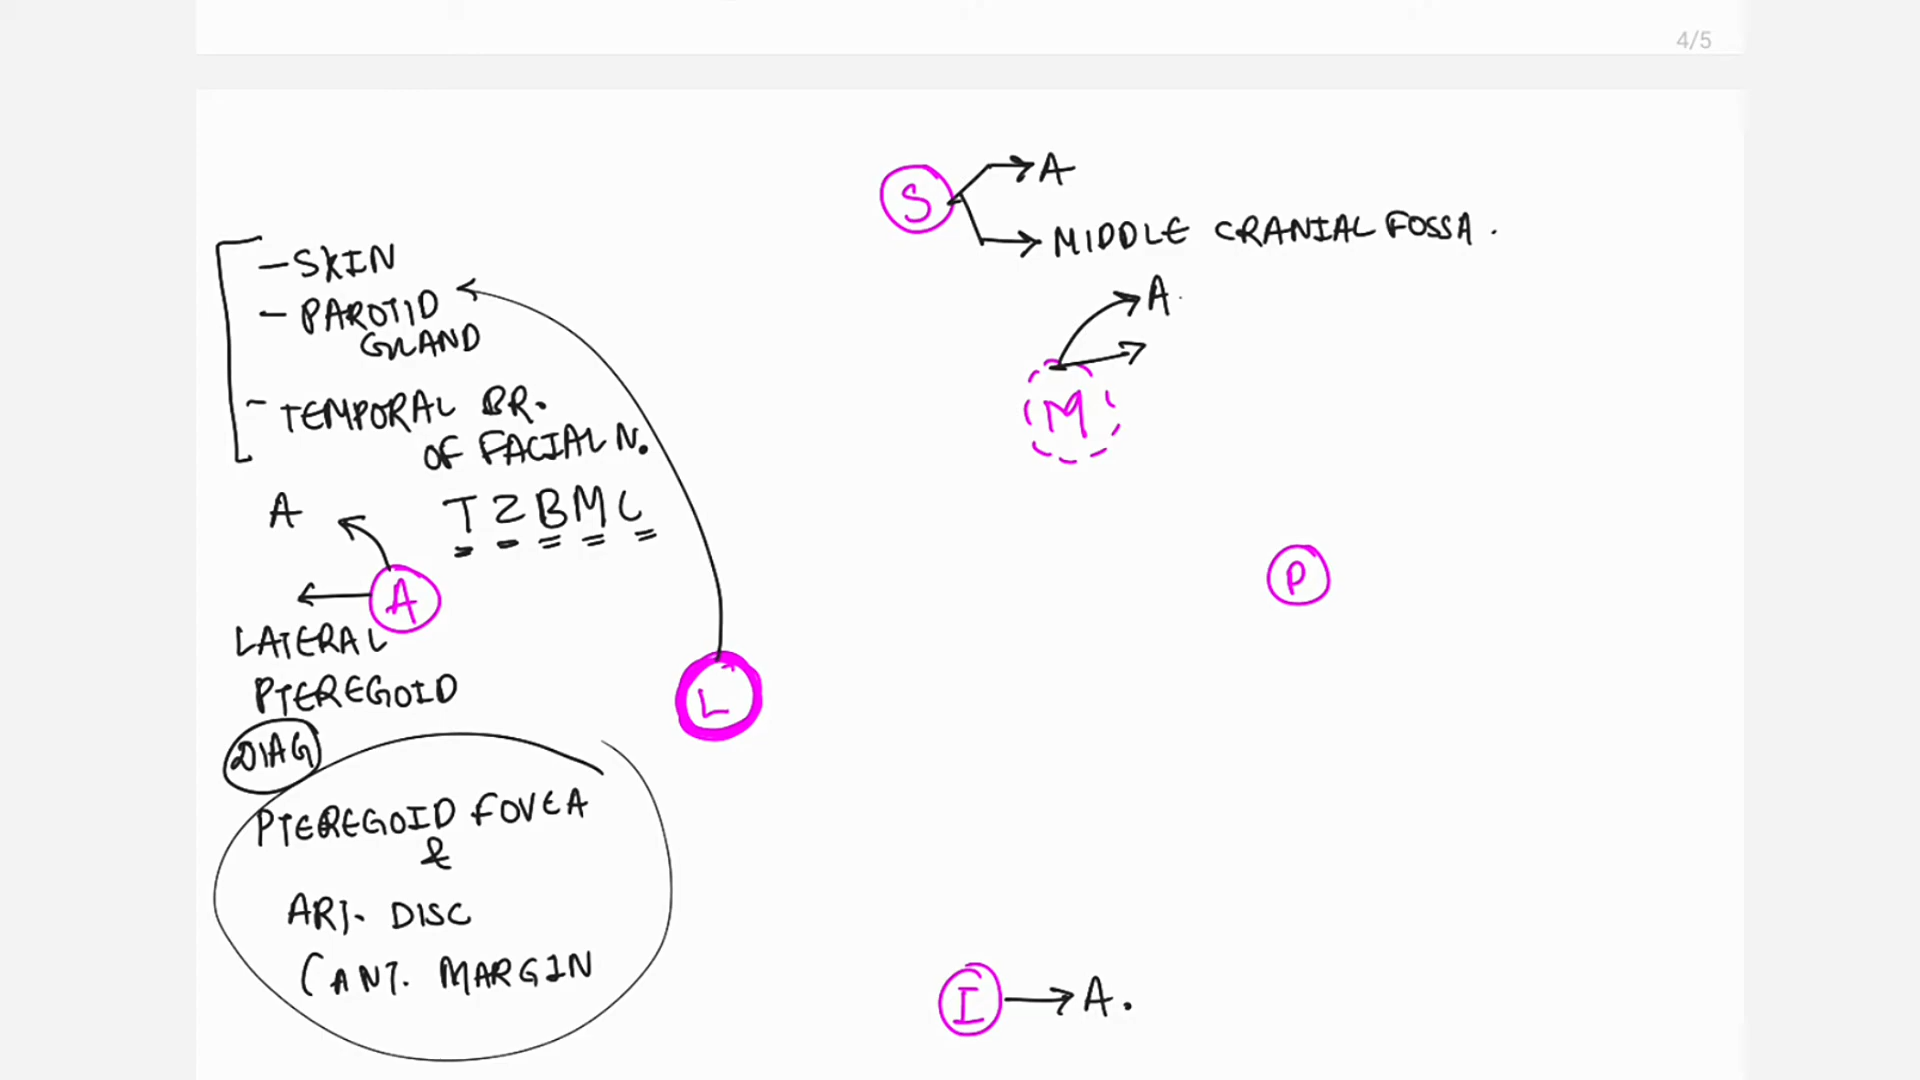 4/5
S
A
MIDDLE CRANIAL FOSSA.
A.
M
- SKIN
- PAROTID
GLAND
- TEMPORAL BR.
OF FACIAL N.
T Z B M C
A
A
LATERAL
PTEREGOID
L
P
DIAG
PTEREGOID FOVEA
&
ART. DISC
(ANT. MARGIN
I
A.